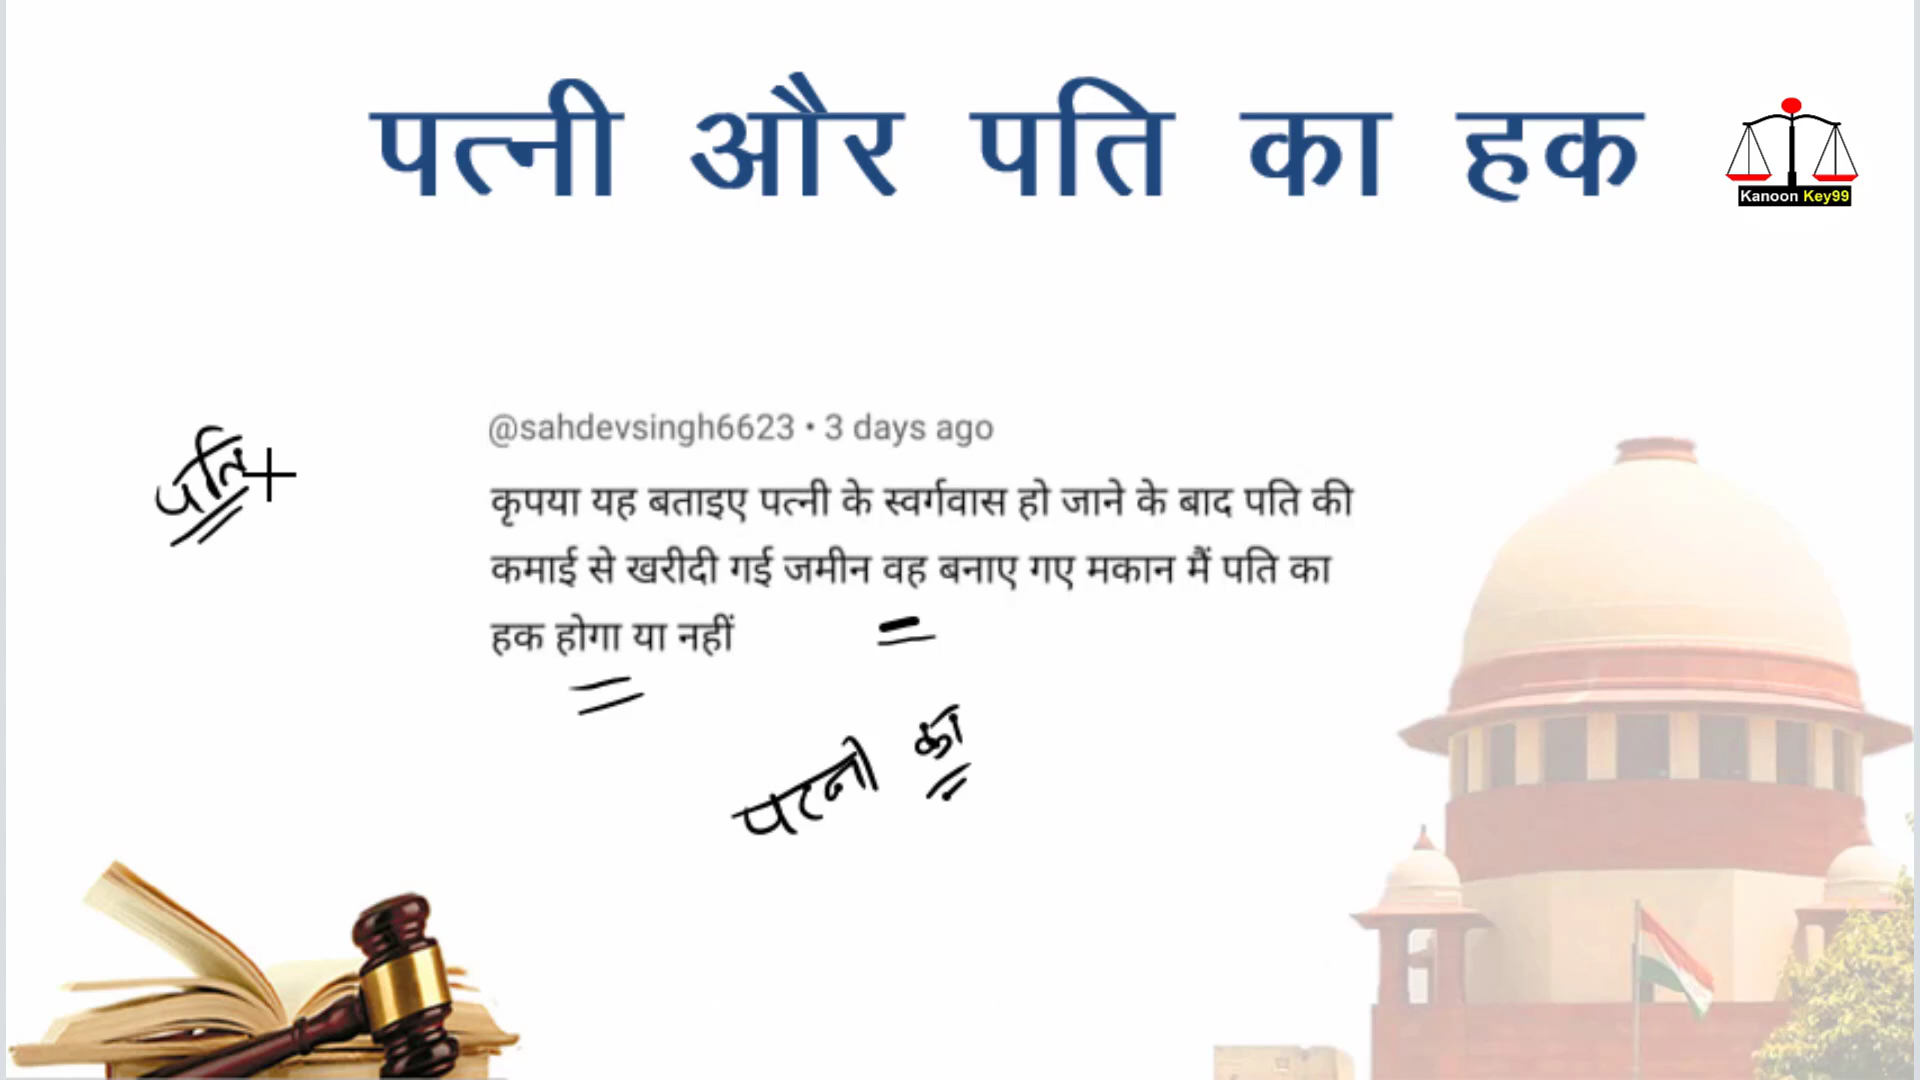 पत्नी और पति का हक
Kanoon Key99
@sahdevsingh6623 • 3 days ago
पति
कृपया यह बताइए पत्नी के स्वर्गवास हो जाने के बाद पति की
कमाई से खरीदी गई जमीन वह बनाए गए मकान मैं पति का
हक होगा या नहीं
पत्नी का